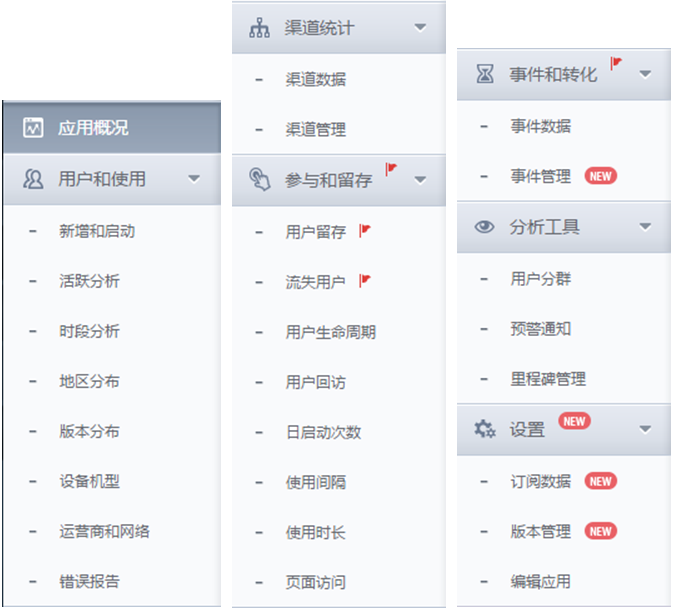 应用概况
用户和使用
新增和启动
活跃分析
时段分析
地区分布
版本分布
设备机型
运营商和网络
错误报告
渠道统计
渠道数据
渠道管理
参与和留存
用户留存
流失用户
用户生命周期
用户回访
日启动次数
使用间隔
使用时长
页面访问
事件和转化
事件数据
事件管理 NEW
分析工具
用户分群
预警通知
里程碑管理
设置 NEW
订阅数据 NEW
版本管理 NEW
编辑应用